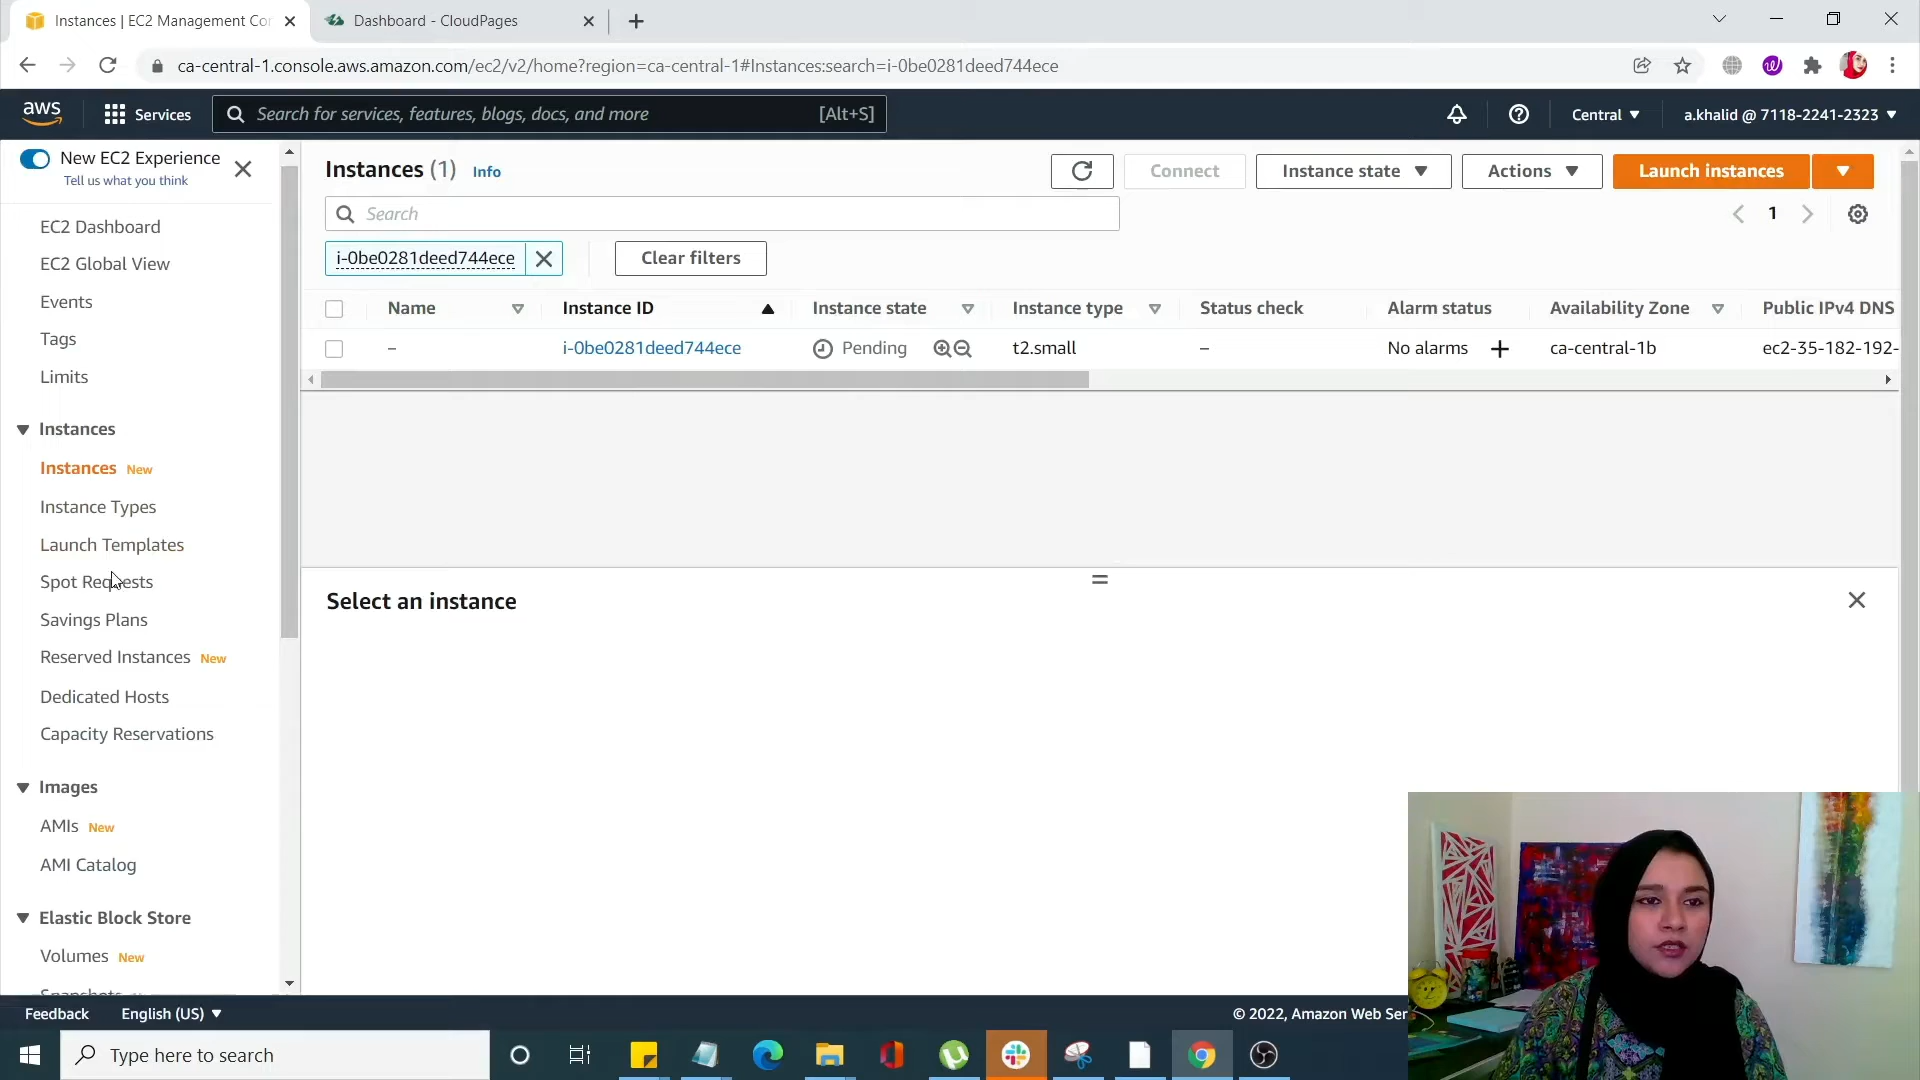 Instances | EC2 Management Con
Dashboard - CloudPages
ca-central-1.console.aws.amazon.com/ec2/v2/home?region=ca-central-1#Instances:search=i-0be0281deed744ece
aws
Services
Search for services, features, blogs, docs, and more
[Alt+S]
Central
a.khalid @ 7118-2241-2323
New EC2 Experience
Tell us what you think
EC2 Dashboard
EC2 Global View
Events
Tags
Limits
Instances
Instances New
Instance Types
Launch Templates
Spot Requests
Savings Plans
Reserved Instances New
Dedicated Hosts
Capacity Reservations
Images
AMIs New
AMI Catalog
Elastic Block Store
Volumes New
Snapshots
Instances (1) Info
Connect
Instance state
Actions
Launch instances
Search
1
i-0be0281deed744ece
Clear filters
Name Instance ID Instance state Instance type Status check Alarm status Availability Zone Public IPv4 DNS
– i-0be0281deed744ece Pending t2.small – No alarms ca-central-1b ec2-35-182-192-
Select an instance
Feedback
English (US)
© 2022, Amazon Web Ser
Type here to search